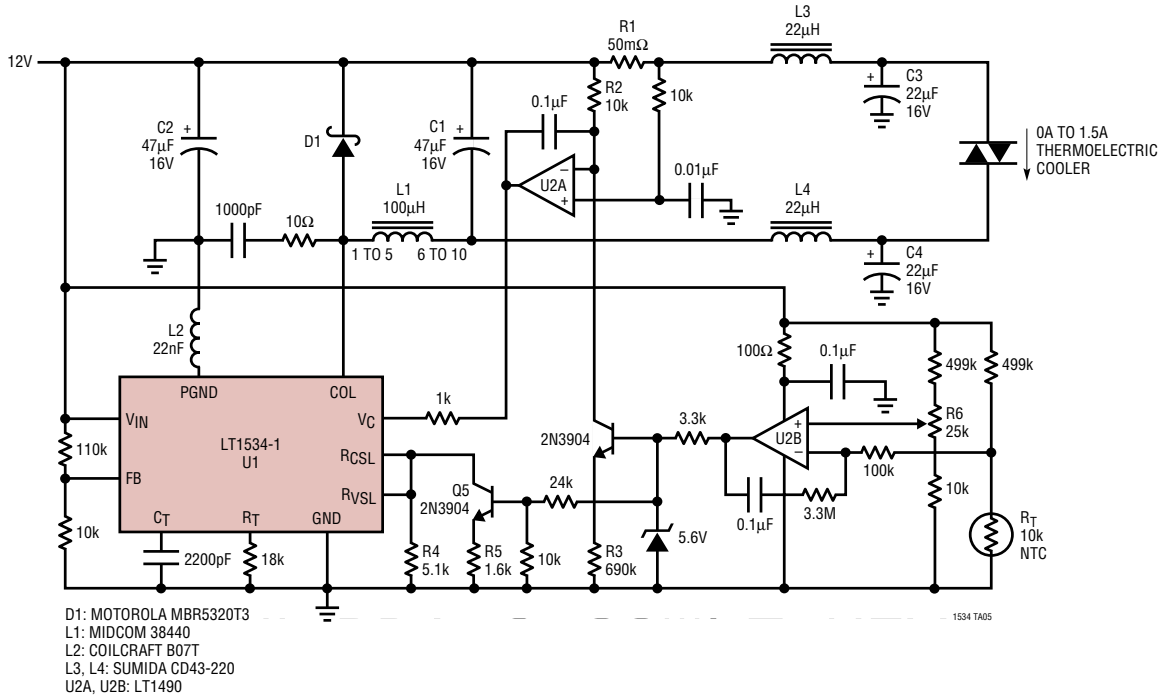 12V
C2
47µF
16V
D1
C1
47µF
16V
0.1µF
R1
50mΩ
R2
10k
10k
U2A
–
+
0.01µF
L3
22µH
C3
22µF
16V
0A TO 1.5A
THERMOELECTRIC
COOLER
1000pF
10Ω
L1
100µH
1 TO 5
6 TO 10
L4
22µH
C4
22µF
16V
L2
22nF
PGND
COL
VIN
VC
LT1534-1
U1
RCSL
FB
RVSL
CT
RT
GND
110k
10k
2200pF
18k
1k
Q5
2N3904
24k
R4
5.1k
R5
1.6k
10k
2N3904
R3
690k
5.6V
3.3k
100Ω
0.1µF
U2B
+
–
0.1µF
3.3M
100k
499k
499k
R6
25k
10k
RT
10k
NTC
1534 TA05
D1: MOTOROLA MBR5320T3
L1: MIDCOM 38440
L2: COILCRAFT B07T
L3, L4: SUMIDA CD43-220
U2A, U2B: LT1490